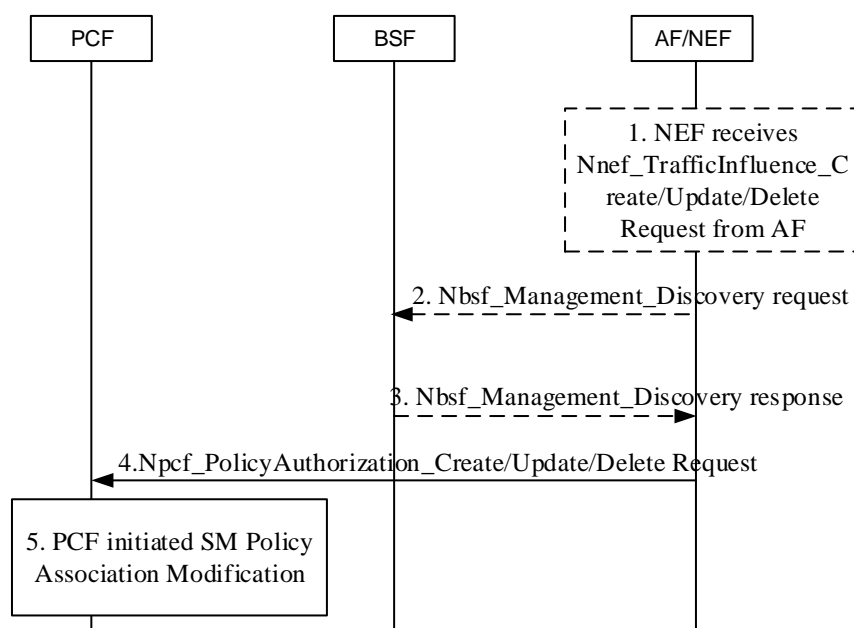 PCF
BSF
AF/NEF
1. NEF receives
Nnef_TrafficInfluence_C
reate/Update/Delete
Request from AF
2. Nbsf_Management_Discovery request
3. Nbsf_Management_Discovery response
4.Npcf_PolicyAuthorization_Create/Update/Delete Request
5. PCF initiated SM Policy
Association Modification